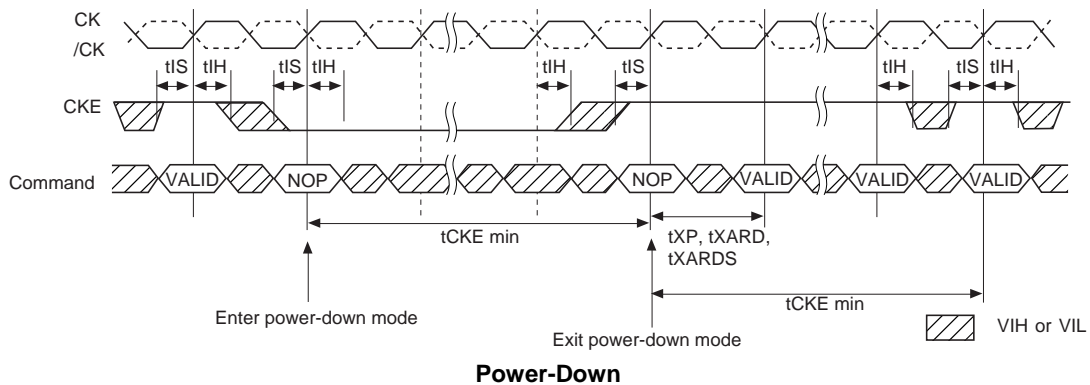 CK
/CK
tIS tIH tIS tIH tIH tIS tIH tIS tIH
CKE
Command VALID NOP NOP VALID VALID VALID
tCKE min
tXP, tXARD,
tXARDS
tCKE min
Enter power-down mode
Exit power-down mode
VIH or VIL
Power-Down